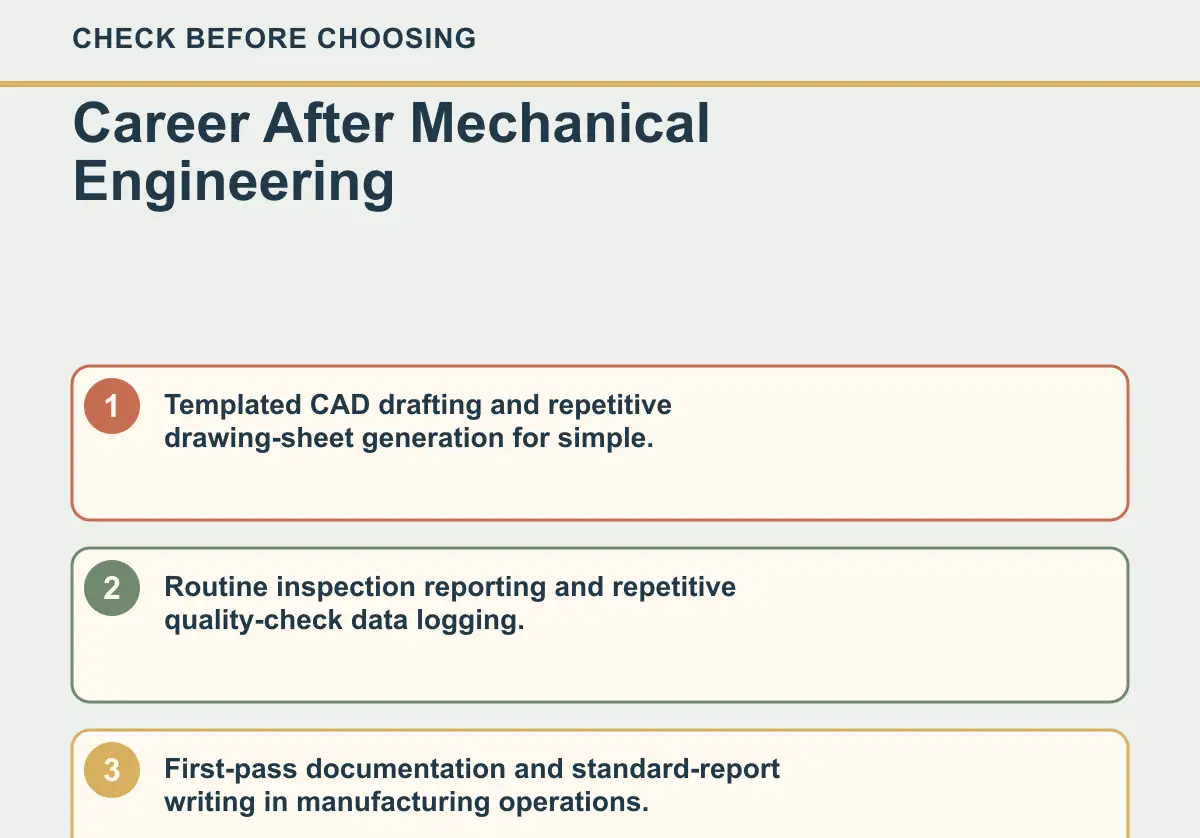 CHECK BEFORE CHOOSING
Career After Mechanical
Engineering
1
Templated CAD drafting and repetitive
drawing-sheet generation for simple.
2
Routine inspection reporting and repetitive
quality-check data logging.
3
First-pass documentation and standard-report
writing in manufacturing operations.